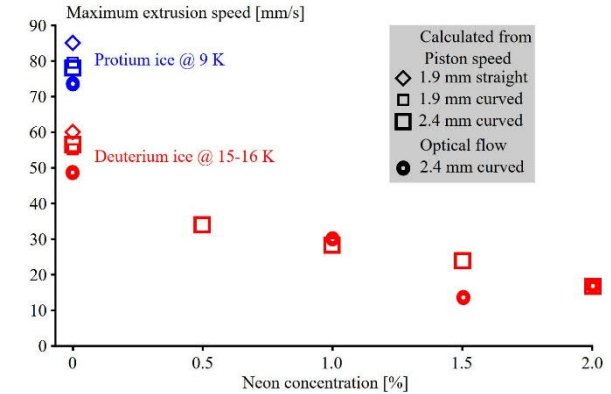 Maximum extrusion speed [mm/s]
90
80
70
60
50
40
30
20
10
0
Protium ice @ 9 K
Deuterium ice @ 15-16 K
Calculated from
Piston speed
1.9 mm straight
1.9 mm curved
2.4 mm curved
Optical flow
2.4 mm curved
0 0.5 1.0 1.5 2.0
Neon concentration [%]